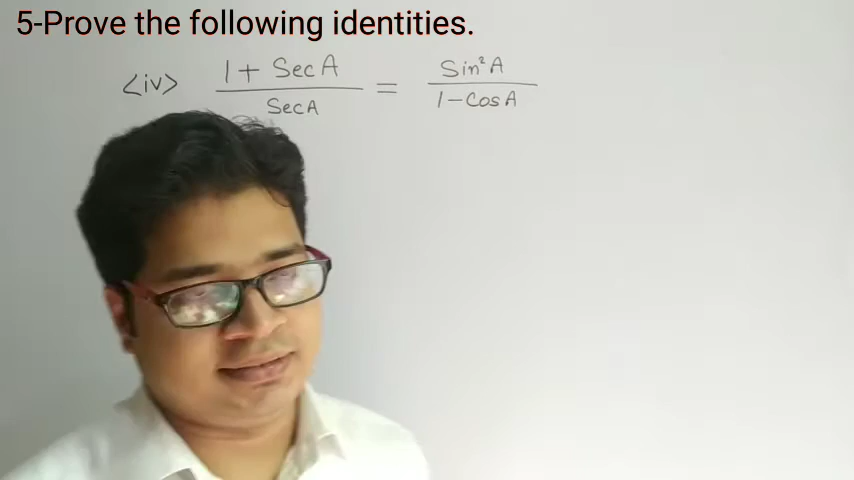 5-Prove the following identities.
<iv> 1 + Sec A / Sec A = Sin²A / 1 - Cos A